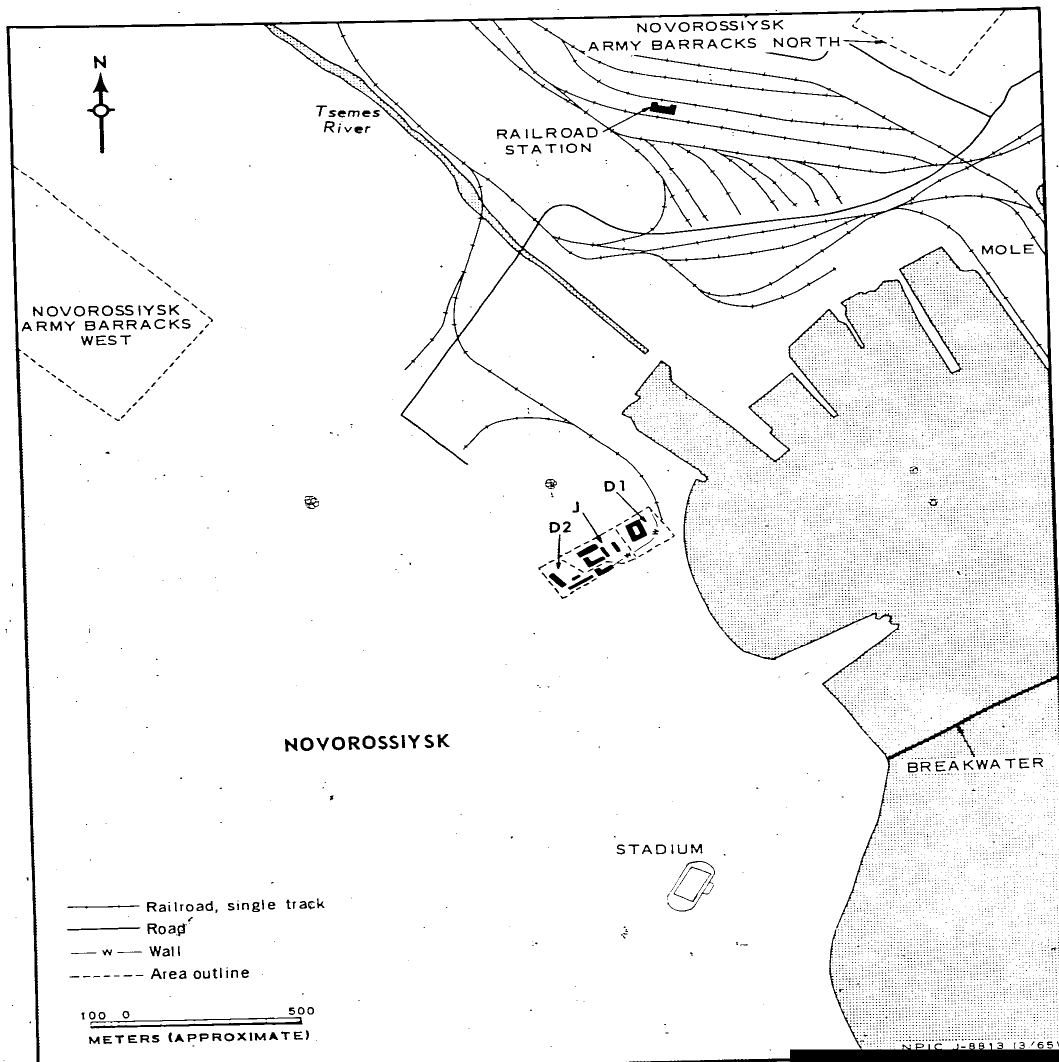 NOVOROSSIYSK
ARMY BARRACKS NORTH
N
Tsemes
River
RAILROAD
STATION
MOLE
NOVOROSSIYSK
ARMY BARRACKS
WEST
D1
J
D2
NOVOROSSIYSK
BREAKWATER
STADIUM
Railroad, single track
Road
w Wall
w
w
Area outline
100 0 500
METERS (APPROXIMATE)
NPIC J-8813 (3/65)